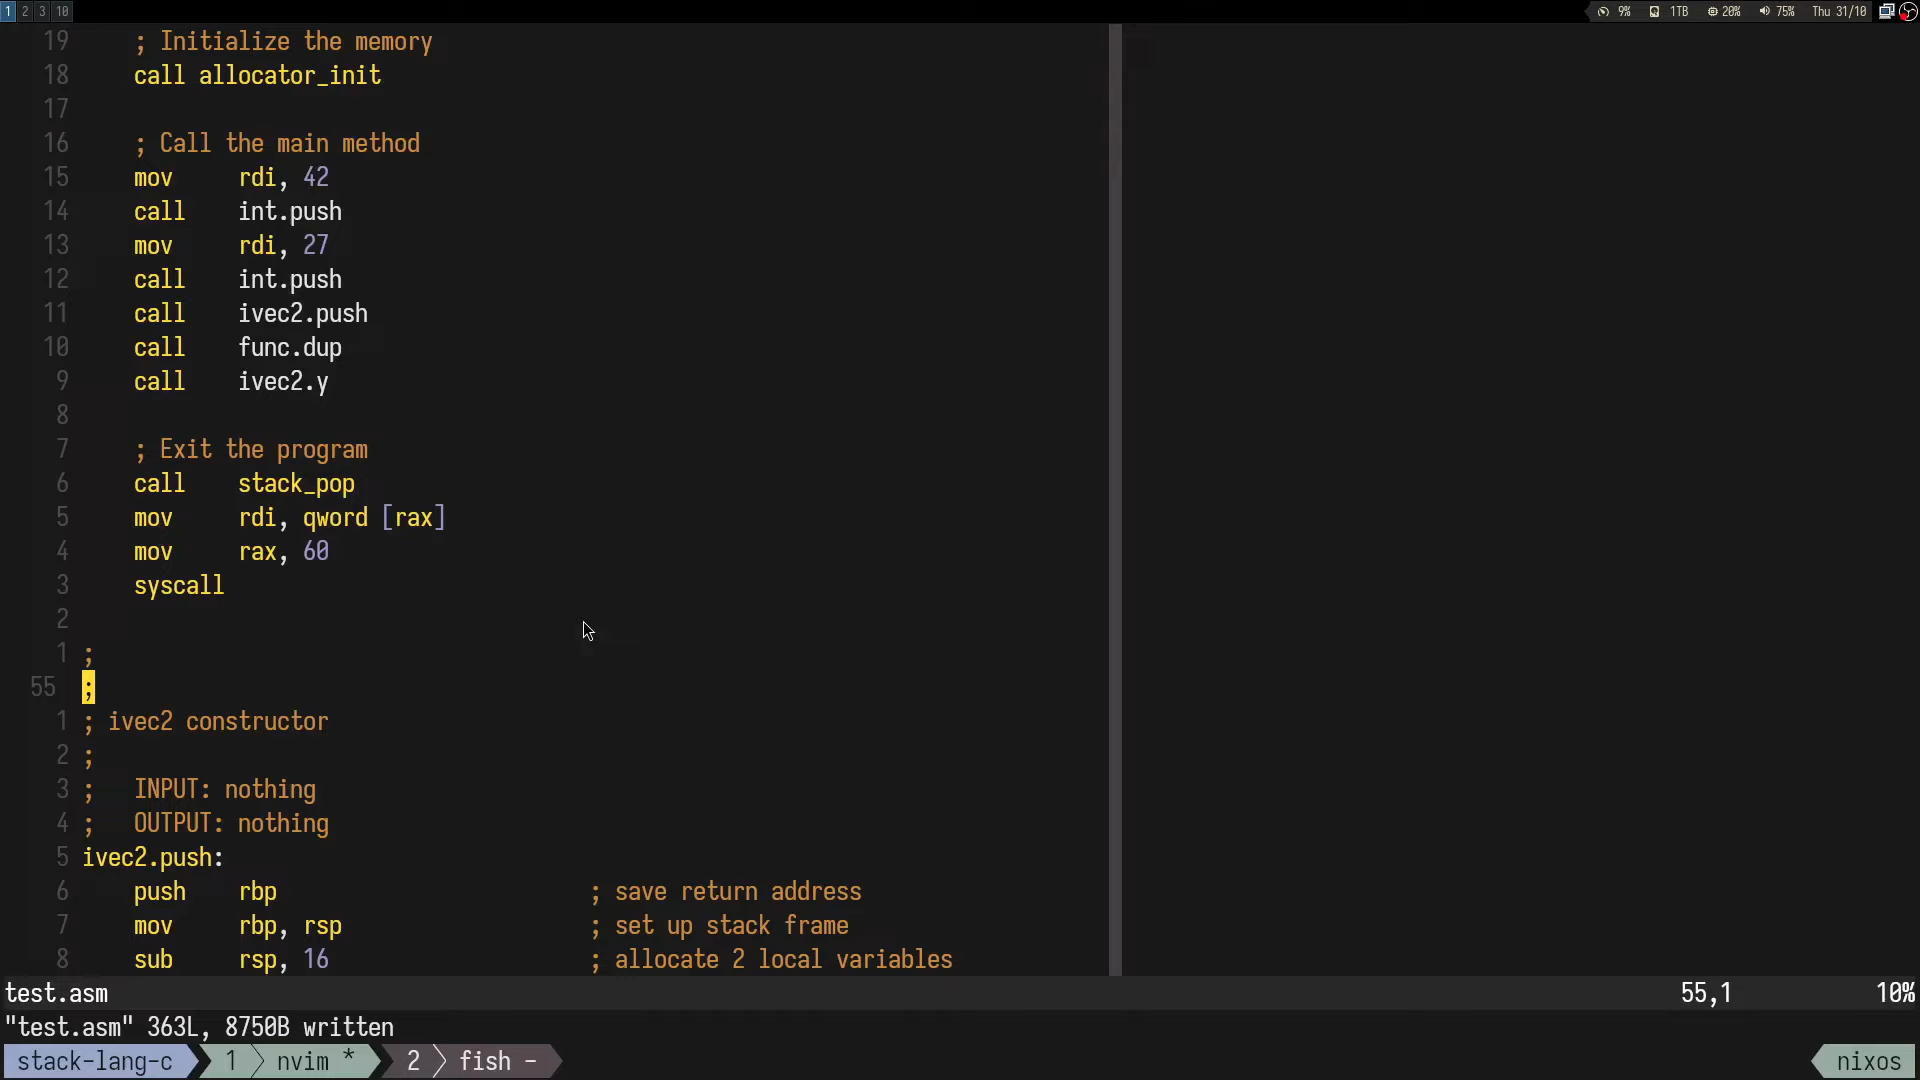 1 2 3 10 9% 1TB 20% 75% Thu 31/10
19 ; Initialize the memory
18 call allocator_init
17
16 ; Call the main method
15 mov rdi, 42
14 call int.push
13 mov rdi, 27
12 call int.push
11 call ivec2.push
10 call func.dup
9 call ivec2.y
8
7 ; Exit the program
6 call stack_pop
5 mov rdi, qword [rax]
4 mov rax, 60
3 syscall
2
1 ;
55 ;
1 ; ivec2 constructor
2 ;
3 ; INPUT: nothing
4 ; OUTPUT: nothing
5 ivec2.push:
6 push rbp ; save return address
7 mov rbp, rsp ; set up stack frame
8 sub rsp, 16 ; allocate 2 local variables
test.asm 55,1 10%
"test.asm" 363L, 8750B written
stack-lang-c 1 nvim * 2 fish - nixos